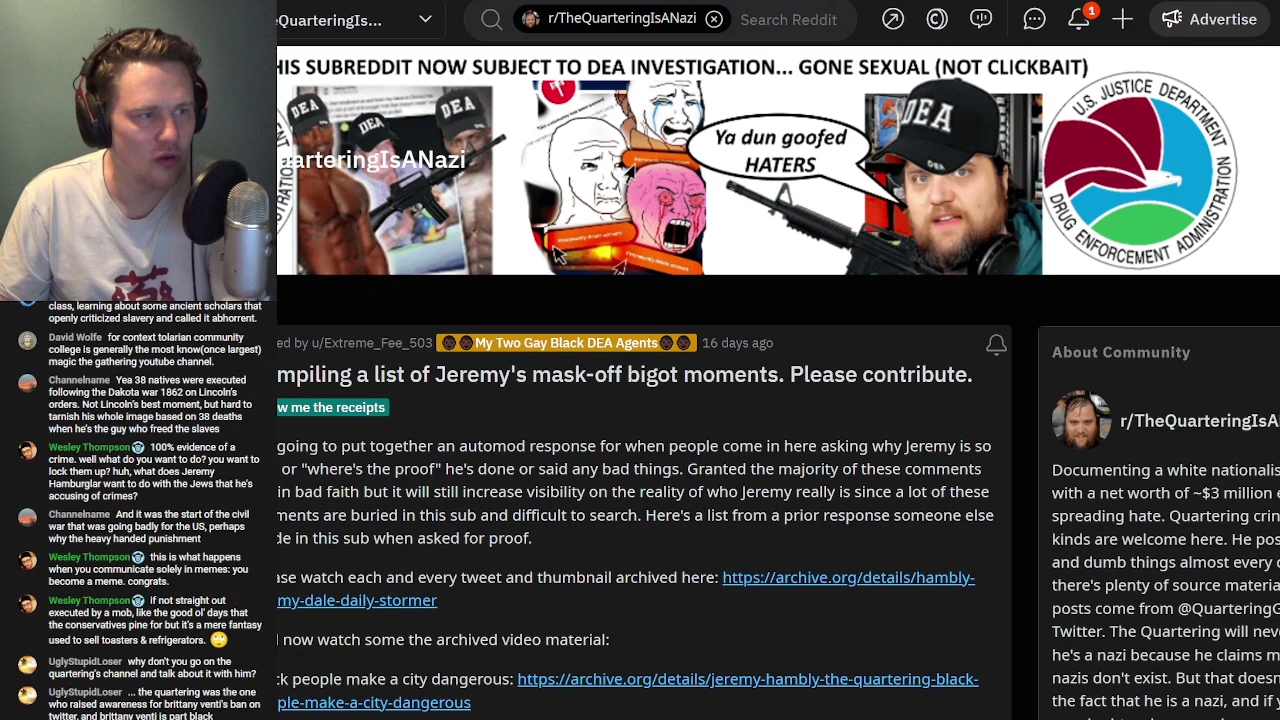 QuarteringIs...
r/TheQuarteringIsANazi
Search Reddit
1
Advertise
HIS SUBREDDIT NOW SUBJECT TO DEA INVESTIGATION... GONE SEXUAL (NOT CLICKBAIT)
DEA
DEA
DEA
uarteringIsANazi
Ya dun goofed
HATERS
DEA
U.S. JUSTICE DEPARTMENT
DRUG ENFORCEMENT ADMINISTRATION
class, learning about some ancient scholars that
openly criticized slavery and called it abhorrent.
David Wolfe for context tolarian community
college is generally the most know(once largest)
magic the gathering youtube channel.
Channelname Yea 38 natives were executed
following the Dakota war 1862 on Lincoln's
orders. Not Lincoln's best moment, but hard to
tarnish his whole image based on 38 deaths
when he's the guy who freed the slaves
Wesley Thompson 100% evidence of a
crime. well what do you want to do? you want to
lock them up? huh, what does Jeremy
Hamburglar want to do with the Jews that he's
accusing of crimes?
Channelname And it was the start of the civil
war that was going badly for the US, perhaps
why the heavy handed punishment
Wesley Thompson this is what happens
when you communicate solely in memes: you
become a meme. congrats.
Wesley Thompson if not straight out
executed by a mob, like the good ol' days that
the conservatives pine for but it's a mere fantasy
used to sell toasters & refrigerators. 🙄
UglyStupidLoser why don't you go on the
quartering's channel and talk about it with him?
UglyStupidLoser ... the quartering was the one
who raised awareness for brittany venti's ban on
twitter, and brittany venti is part black
ed by u/Extreme_Fee_503 My Two Gay Black DEA Agents 16 days ago
mpiling a list of Jeremy's mask-off bigot moments. Please contribute.
w me the receipts
going to put together an automod response for when people come in here asking why Jeremy is so
or "where's the proof" he's done or said any bad things. Granted the majority of these comments
in bad faith but it will still increase visibility on the reality of who Jeremy really is since a lot of these
ments are buried in this sub and difficult to search. Here's a list from a prior response someone else
de in this sub when asked for proof.
ase watch each and every tweet and thumbnail archived here: https://archive.org/details/hambly-
my-dale-daily-stormer
now watch some the archived video material:
ck people make a city dangerous: https://archive.org/details/jeremy-hambly-the-quartering-black-
ple-make-a-city-dangerous
About Community
r/TheQuarteringIsA
Documenting a white nationalis
with a net worth of ~$3 million
spreading hate. Quartering crin
kinds are welcome here. He pos
and dumb things almost every
there's plenty of source materia
posts come from @QuarteringG
Twitter. The Quartering will neve
he's a nazi because he claims m
nazis don't exist. But that doesn
the fact that he is a nazi, and if y